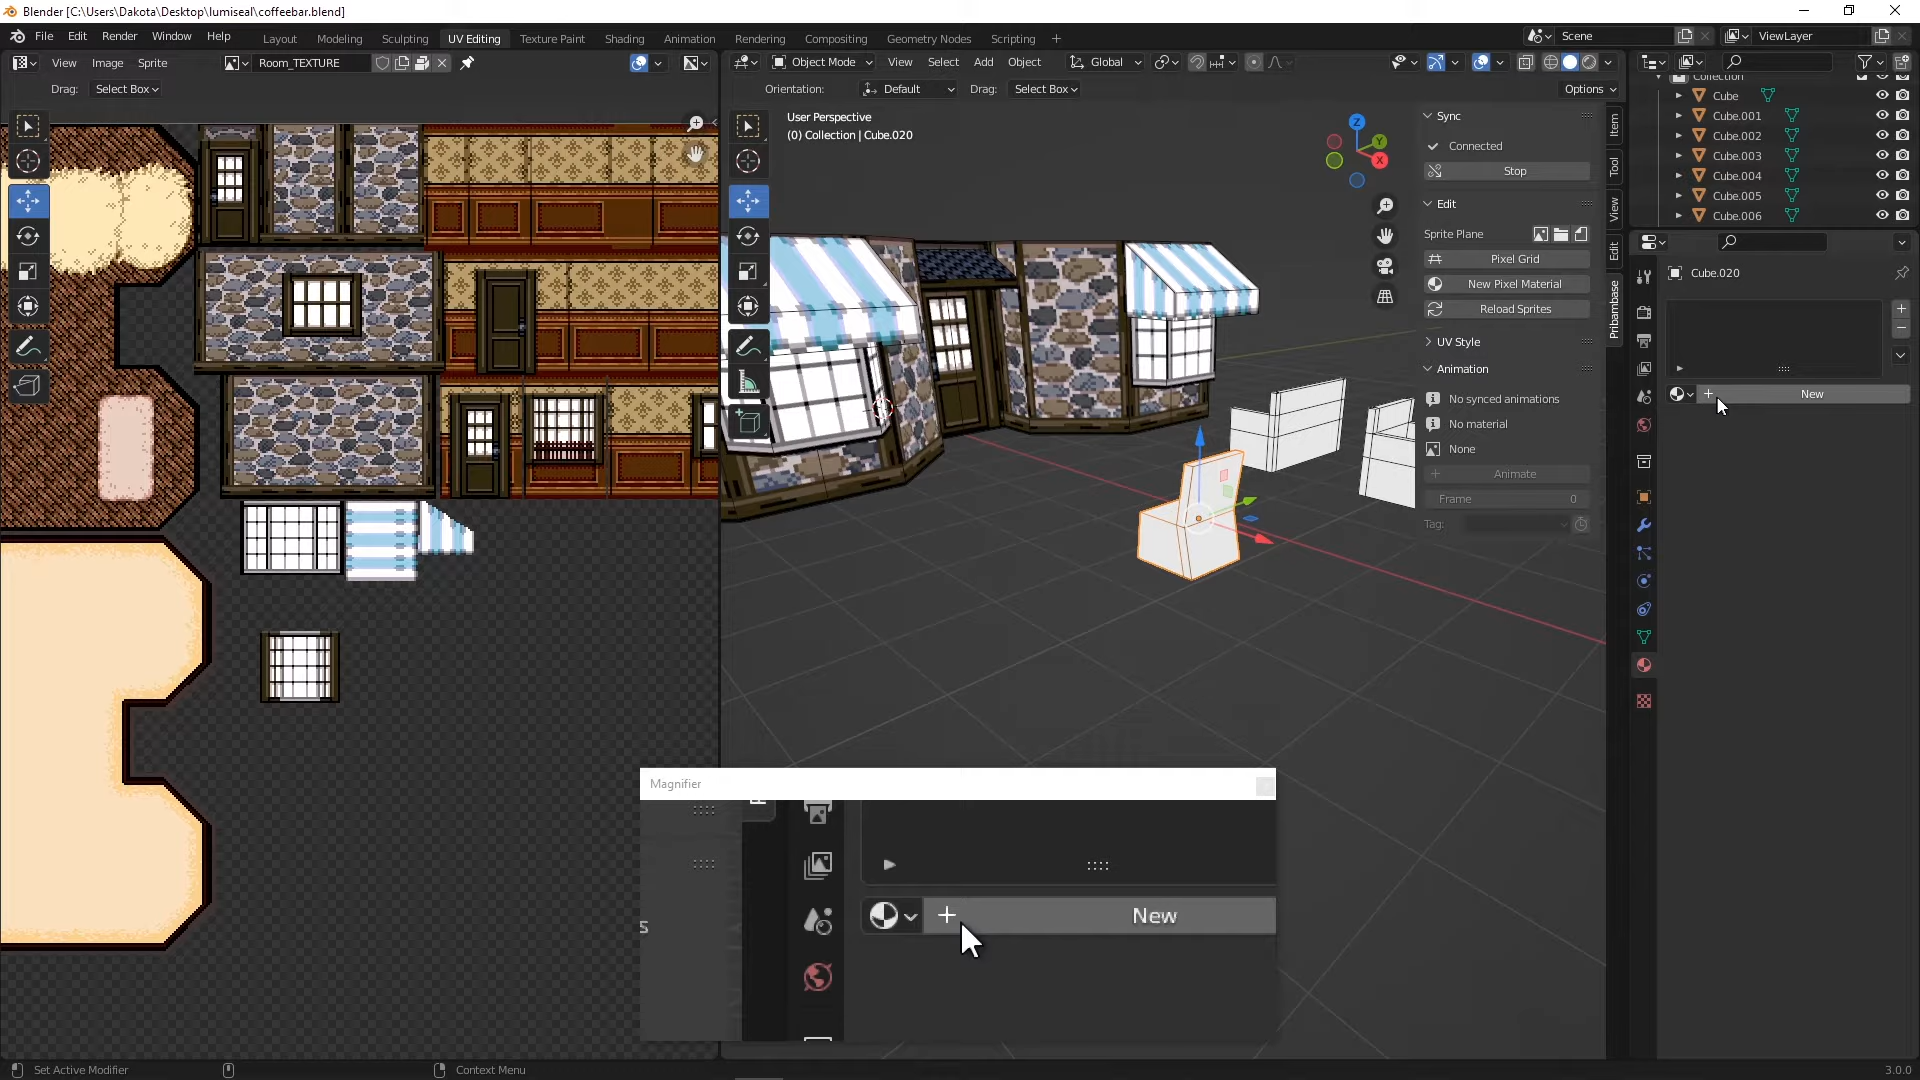 Blender [C:\Users\Dakota\Desktop\lumiseal\coffeebar.blend]
File Edit Render Window Help
Layout Modeling Sculpting UV Editing Texture Paint Shading Animation Rendering Compositing Geometry Nodes Scripting +
Scene
ViewLayer
View Image Sprite
Room_TEXTURE
Object Mode
View Select Add Object
Global
Drag: Select Box
Orientation: Default
Drag: Select Box
Options
Collection
Cube
Cube.001
Cube.002
Cube.003
Cube.004
Cube.005
Cube.006
User Perspective
(0) Collection | Cube.020
Z
Y
X
Item
Tool
View
Edit
Pribambase
Sync
Connected
Stop
Edit
Sprite Plane
Pixel Grid
New Pixel Material
Reload Sprites
UV Style
Animation
No synced animations
No material
None
Animate
Frame 0
Tag:
Cube.020
New
Magnifier
s
New
Set Active Modifier
Context Menu
3.0.0